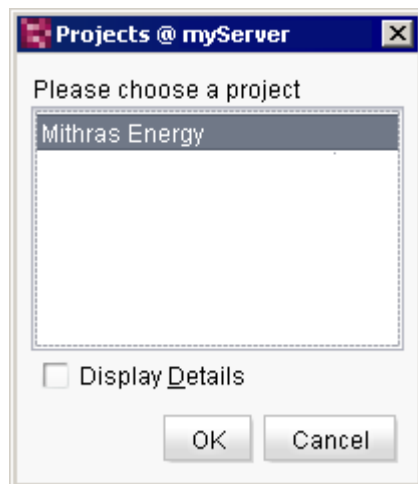 Projects @ myServer
Please choose a project
Mithras Energy
Display Details
OK Cancel